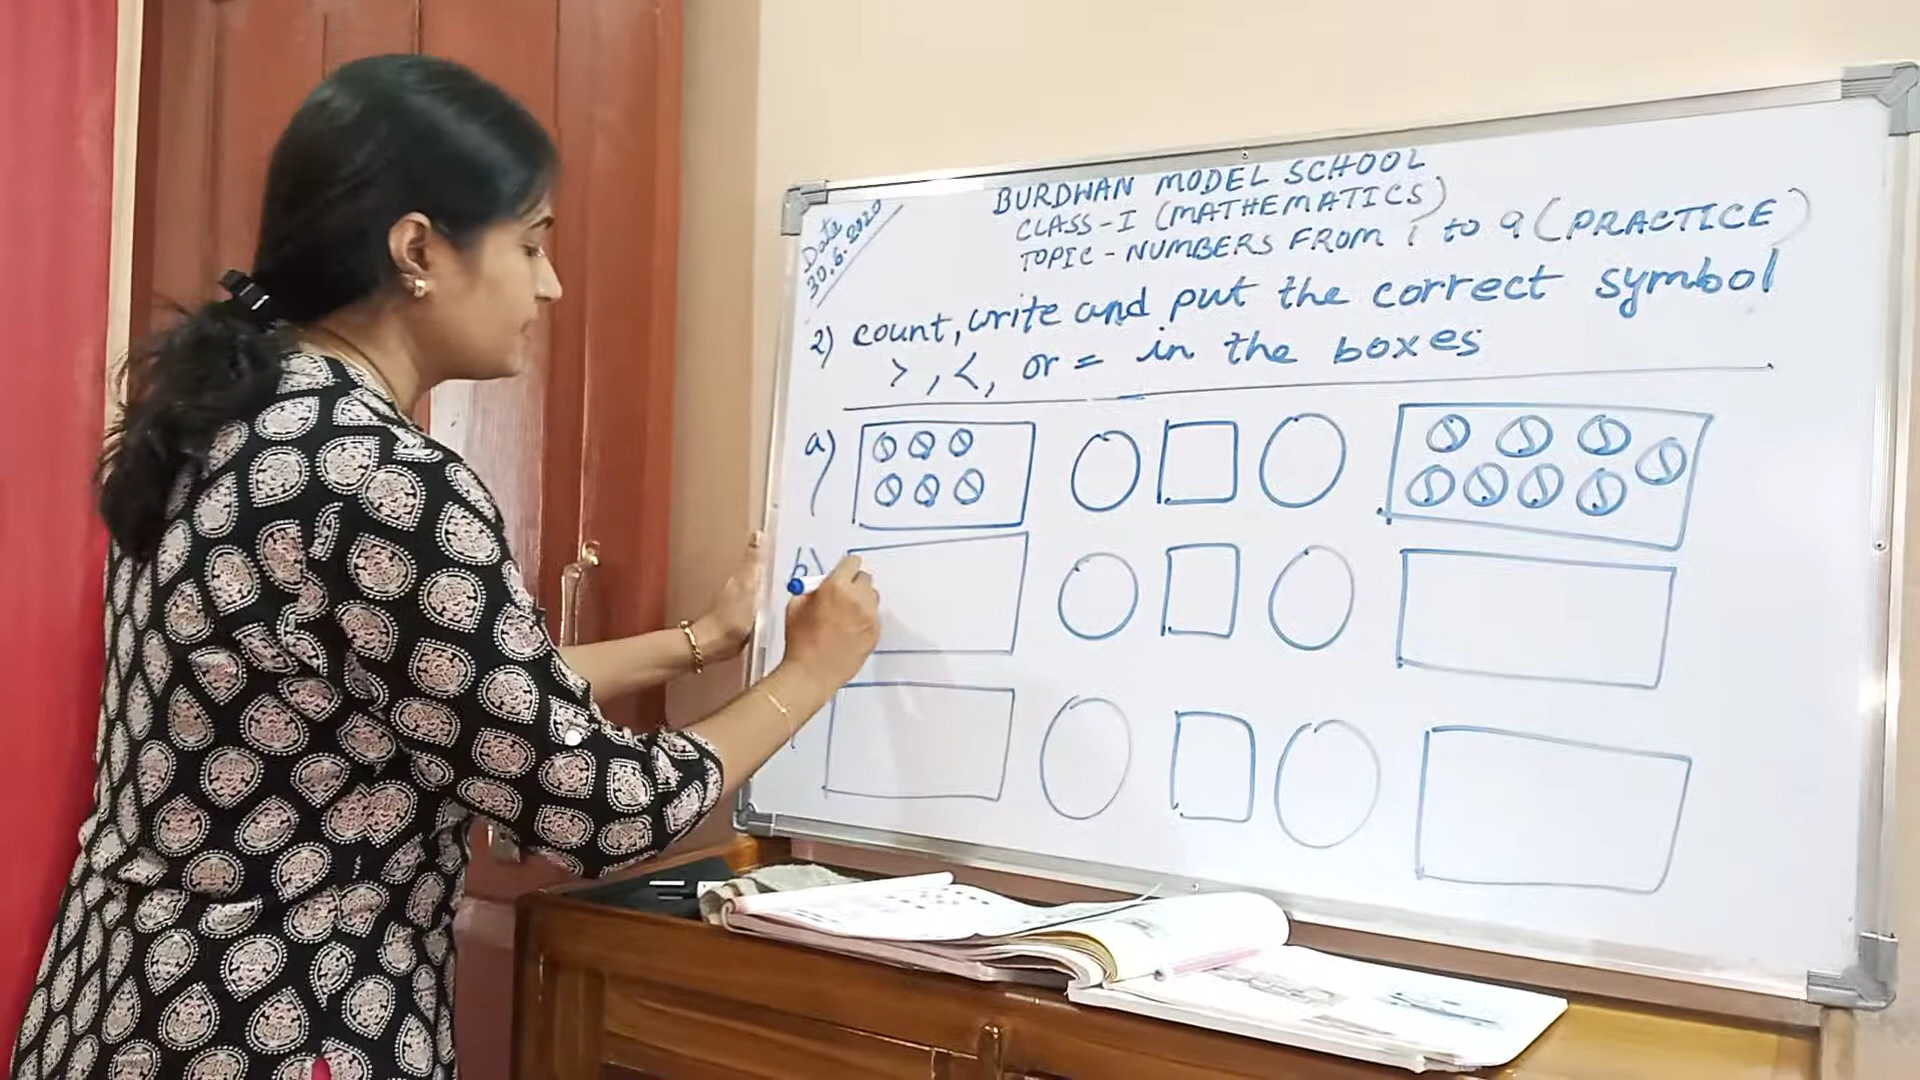 Date
30.6.2020
BURDWAN MODEL SCHOOL
CLASS-I (MATHEMATICS)
TOPIC - NUMBERS FROM 1 to 9 (PRACTICE)
2) count, write and put the correct symbol
>, <, or = in the boxes
a)
b)